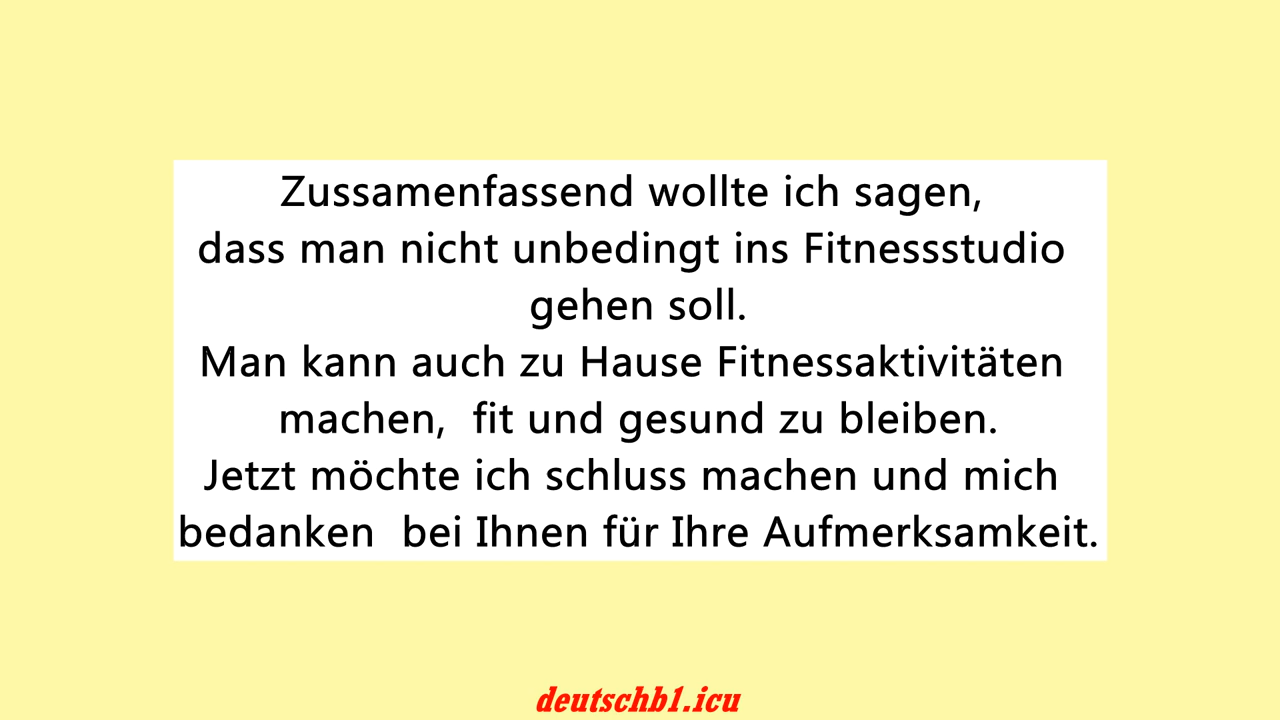 Zussamenfassend wollte ich sagen,
dass man nicht unbedingt ins Fitnessstudio
gehen soll.
Man kann auch zu Hause Fitnessaktivitäten
machen,  fit und gesund zu bleiben.
Jetzt möchte ich schluss machen und mich
bedanken  bei Ihnen für Ihre Aufmerksamkeit.
deutschb1.icu